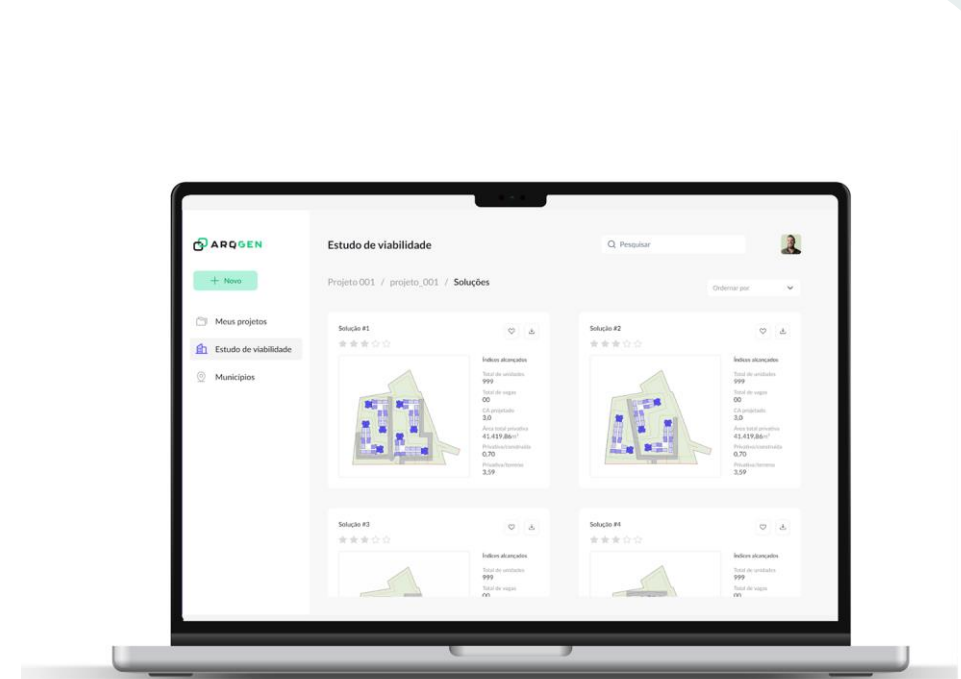 ARQGEN
+ Novo
Meus projetos
Estudo de viabilidade
Municípios
Estudo de viabilidade
Pesquisar
Projeto 001 / projeto_001 / Soluções
Ordernar por
Solução #1
Índices alcançados
Total de unidades
999
Total de vagas
00
CA projetado
3,0
Área total privativa
41.419,86m²
Privativa/construída
0,70
Privativa/terreno
3,59
Solução #2
Índices alcançados
Total de unidades
999
Total de vagas
00
CA projetado
3,0
Área total privativa
41.419,86m²
Privativa/construída
0,70
Privativa/terreno
3,59
Solução #3
Índices alcançados
Total de unidades
999
Total de vagas
00
Solução #4
Índices alcançados
Total de unidades
999
Total de vagas
00